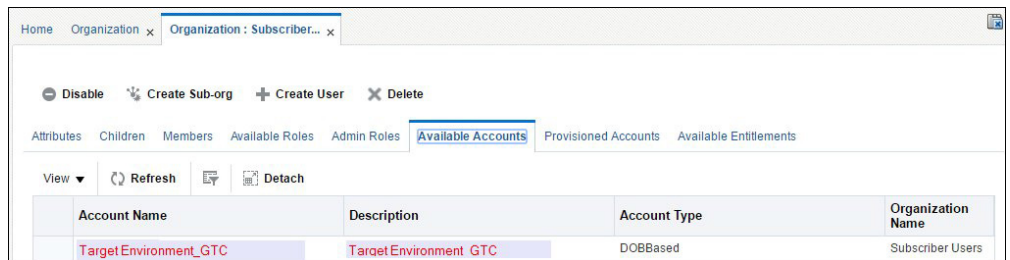 Home Organization x Organization : Subscriber... x
Disable Create Sub-org Create User Delete
Attributes Children Members Available Roles Admin Roles Available Accounts Provisioned Accounts Available Entitlements
View Refresh Detach
Account Name Description Account Type Organization Name
Target Environment_GTC Target Environment GTC DOBBased Subscriber Users